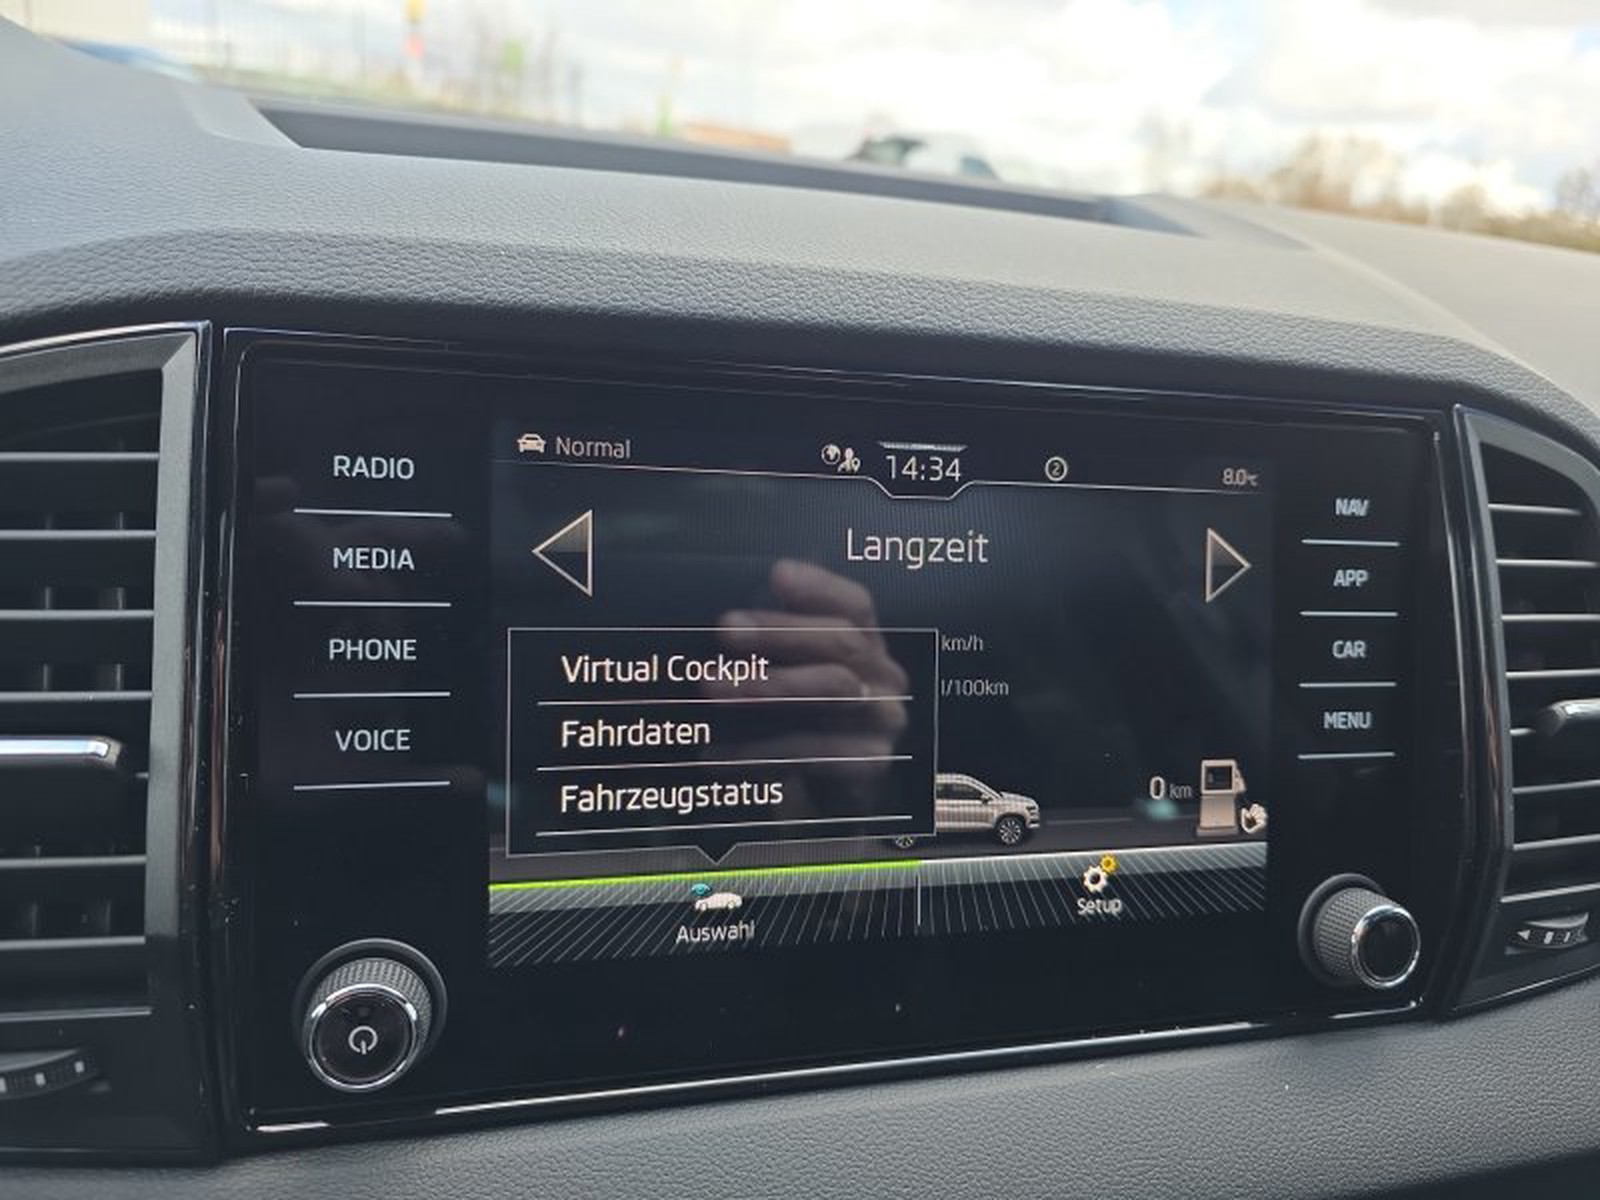 RADIO
MEDIA
PHONE
VOICE
Normal
14:34
2
8.0°C
Langzeit
km/h
l/100km
Virtual Cockpit
Fahrdaten
Fahrzeugstatus
0 km
Auswahl
Setup
NAV
APP
CAR
MENU